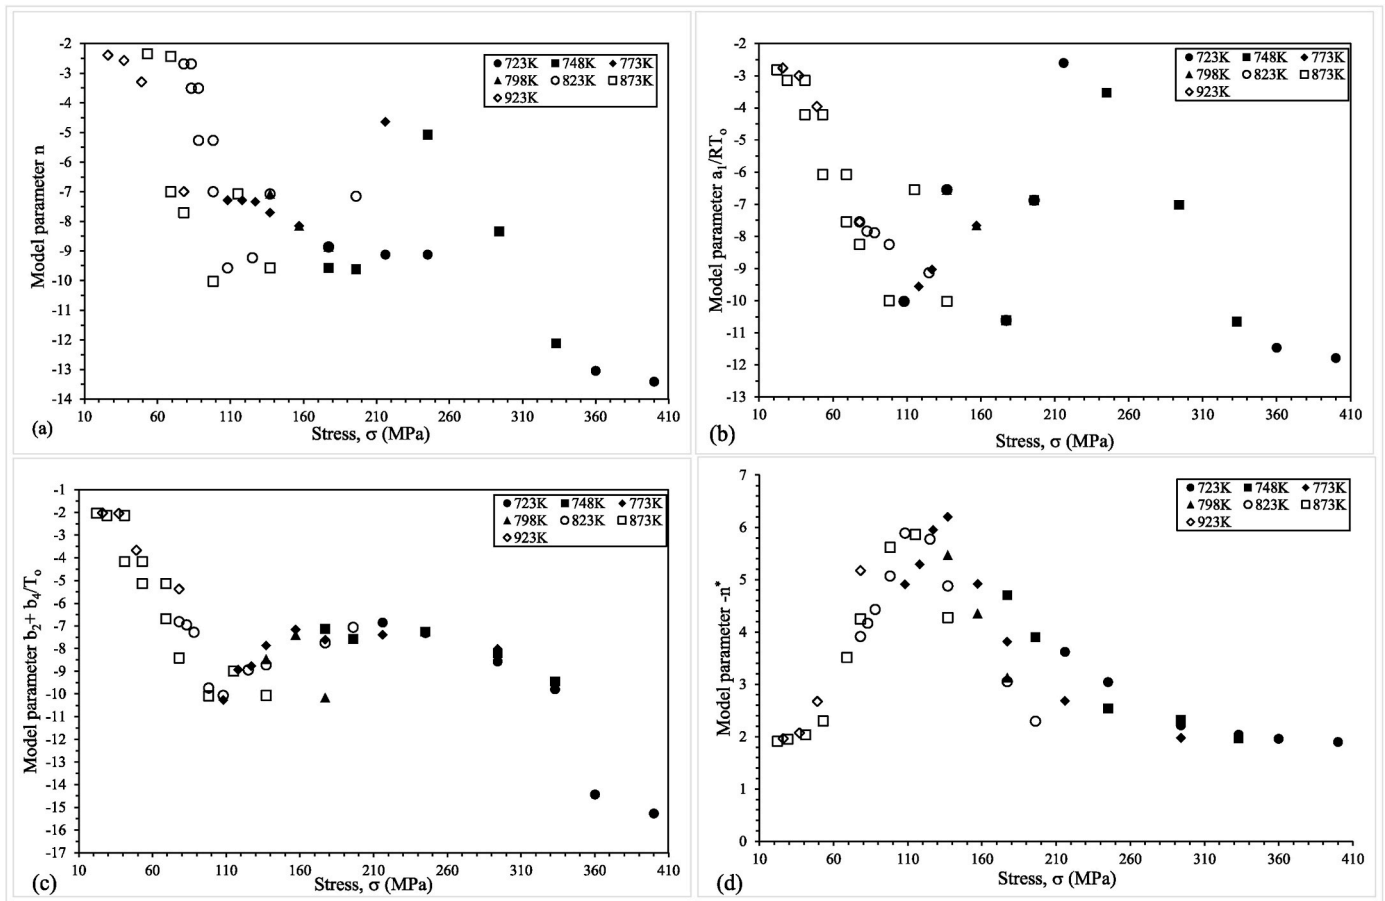 -2
-3
-4
-5
-6
-7
-8
-9
-10
-11
-12
-13
-14
Model parameter n
723K 748K 773K
798K 823K 873K
923K
10 60 110 160 210 260 310 360 410
Stress, σ (MPa)
(a)
-2
-3
-4
-5
-6
-7
-8
-9
-10
-11
-12
-13
Model parameter a1/RTo
723K 748K 773K
798K 823K 873K
923K
10 60 110 160 210 260 310 360 410
Stress, σ (MPa)
(b)
-1
-2
-3
-4
-5
-6
-7
-8
-9
-10
-11
-12
-13
-14
-15
-16
-17
Model parameter b2+ b4/To
723K 748K 773K
798K 823K 873K
923K
10 60 110 160 210 260 310 360 410
Stress, σ (MPa)
(c)
7
6
5
4
3
2
1
0
Model parameter -n*
723K 748K 773K
798K 823K 873K
923K
10 60 110 160 210 260 310 360 410
Stress, σ (MPa)
(d)